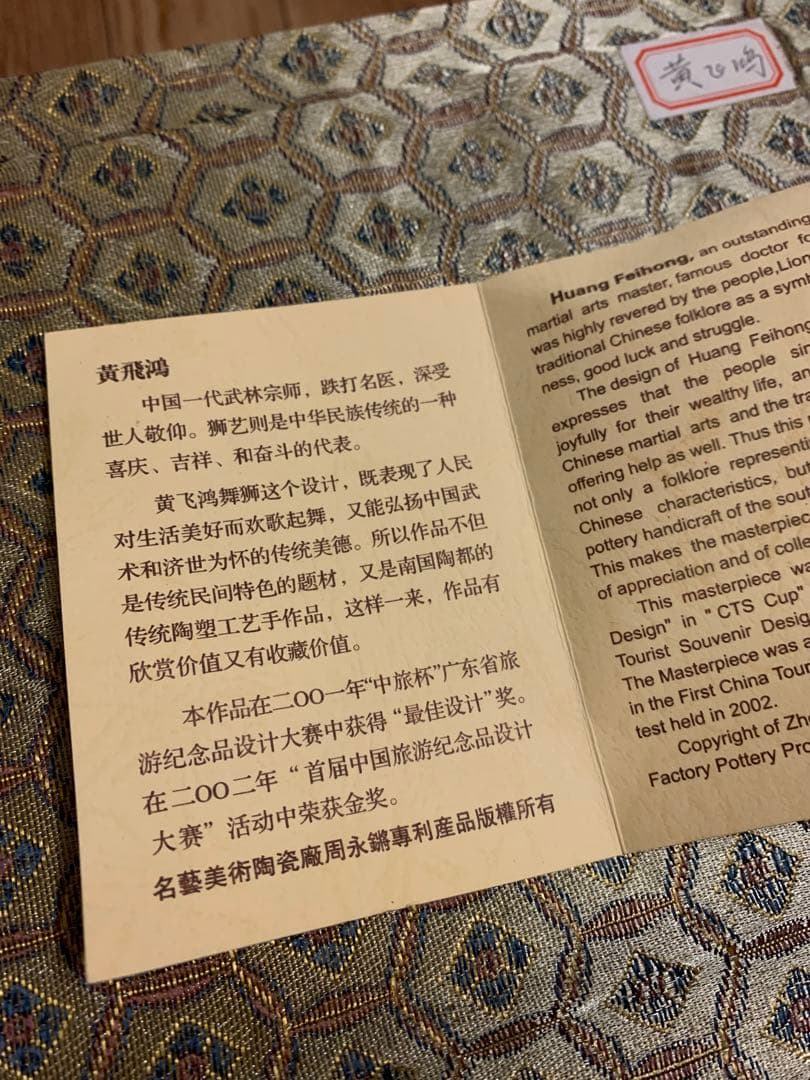 黄飞鸿
黃飛鴻
中国一代武林宗师，跌打名医，深受
世人敬仰。狮艺则是中华民族传统的一种
喜庆、吉祥、和奋斗的代表。
黄飞鸿舞狮这个设计，既表现了人民
对生活美好而欢歌起舞，又能弘扬中国武
术和济世为怀的传统美德。所以作品不但
是传统民间特色的题材，又是南国陶都的
传统陶塑工艺手作品，这样一来，作品有
欣赏价值又有收藏价值。
本作品在二OO一年“中旅杯”广东省旅
游纪念品设计大赛中获得“最佳设计”奖。
在二OO二年“首届中国旅游纪念品设计
大赛”活动中荣获金奖。
名藝美術陶瓷廠周永鏘專利産品版權所有
Huang Feihong, an outstanding
martial arts master, famous doctor
was highly revered by the people, Lion
traditional Chinese folklore as a
ness, good luck and struggle.
The design of Huang Feihong
expresses that the people
joyfully for their wealthy life,
Chinese martial arts and the
offering help as well. Thus this
not only a folklore
Chinese characteristics, but
pottery handicraft of the
This makes the masterpiece
of appreciation and of
This masterpiece
Design" in " CTS Cup"
Tourist Souvenir
The Masterpiece was
in the First China
test held in 2002.
Copyright of
Factory Pottery